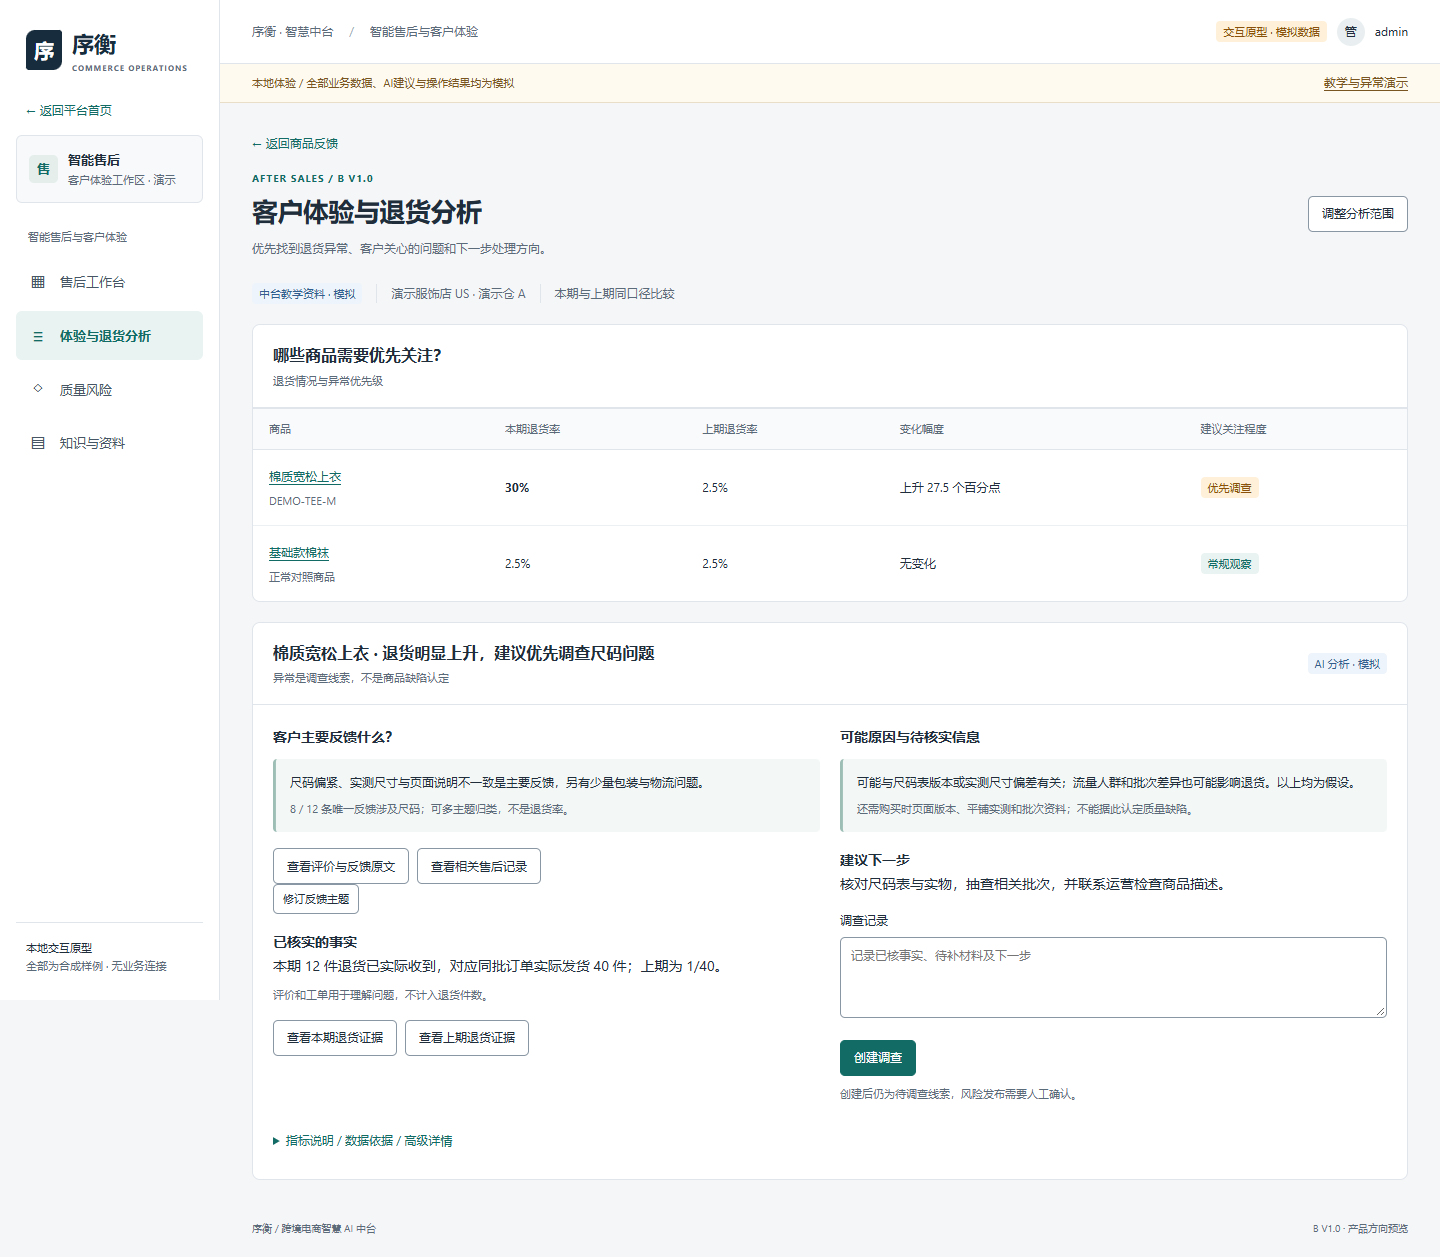 序
序衡
COMMERCE OPERATIONS
← 返回平台首页
售
智能售后
客户体验工作区 · 演示
智能售后与客户体验
售后工作台
体验与退货分析
质量风险
知识与资料
本地交互原型
全部为合成样例 · 无业务连接
序衡 · 智慧中台 / 智能售后与客户体验
交互原型 · 模拟数据
管
admin
本地体验 / 全部业务数据、AI建议与操作结果均为模拟
教学与异常演示
← 返回商品反馈
AFTER SALES / B V1.0
客户体验与退货分析
优先找到退货异常、客户关心的问题和下一步处理方向。
调整分析范围
中台教学资料 · 模拟
演示服饰店 US · 演示仓 A
本期与上期同口径比较
哪些商品需要优先关注？
退货情况与异常优先级
商品 本期退货率 上期退货率 变化幅度 建议关注程度
棉质宽松上衣
DEMO-TEE-M
30% 2.5% 上升 27.5 个百分点 优先调查
基础款棉袜
正常对照商品
2.5% 2.5% 无变化 常规观察
棉质宽松上衣 · 退货明显上升，建议优先调查尺码问题
异常是调查线索，不是商品缺陷认定
AI 分析 · 模拟
客户主要反馈什么？
尺码偏紧、实测尺寸与页面说明不一致是主要反馈，另有少量包装与物流问题。
8 / 12 条唯一反馈涉及尺码；可多主题归类，不是退货率。
查看评价与反馈原文
查看相关售后记录
修订反馈主题
已核实的事实
本期 12 件退货已实际收到，对应同批订单实际发货 40 件；上期为 1/40。
评价和工单用于理解问题，不计入退货件数。
查看本期退货证据
查看上期退货证据
可能原因与待核实信息
可能与尺码表版本或实测尺寸偏差有关；流量人群和批次差异也可能影响退货。以上均为假设。
还需购买时页面版本、平铺实测和批次资料；不能据此认定质量缺陷。
建议下一步
核对尺码表与实物，抽查相关批次，并联系运营检查商品描述。
调查记录
记录已核事实、待补材料及下一步
创建调查
创建后仍为待调查线索，风险发布需要人工确认。
指标说明 / 数据依据 / 高级详情
序衡 / 跨境电商智慧 AI 中台
B V1.0 · 产品方向预览